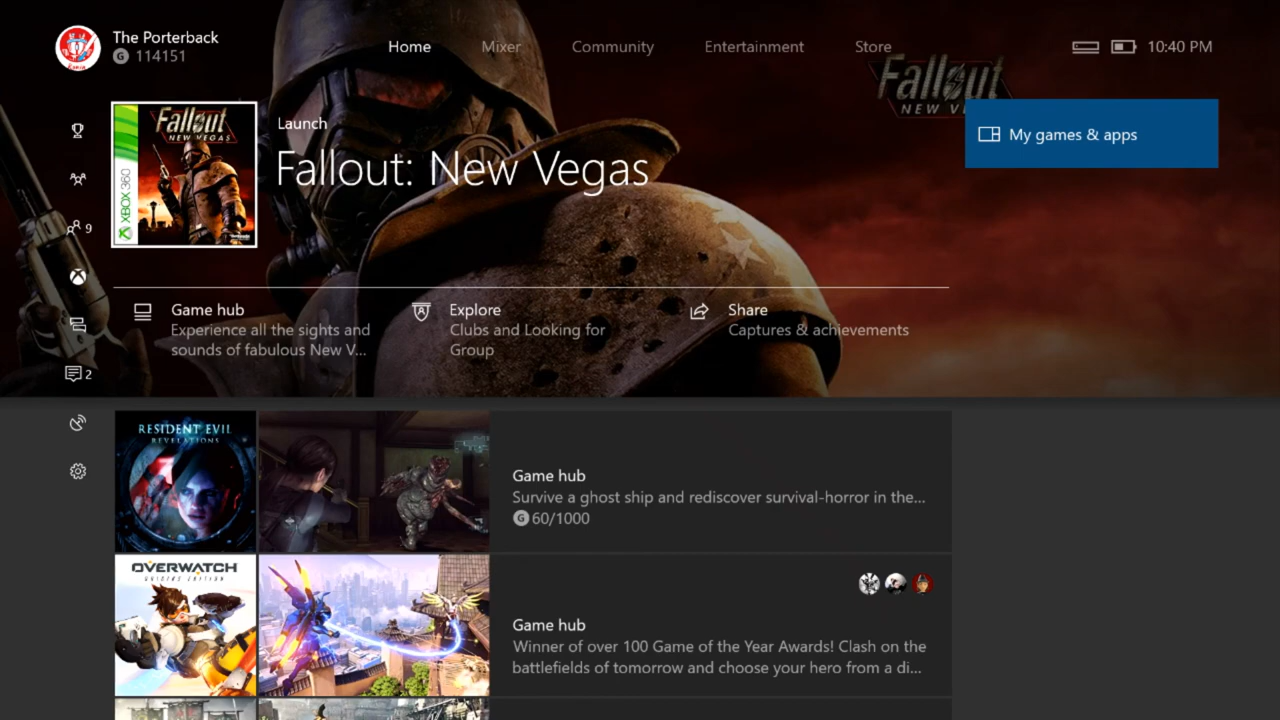 The Porterback
G 114151
Home
Mixer
Community
Entertainment
Store
10:40 PM
Fallout
NEW V
My games & apps
XBOX 360
Fallout
NEW VEGAS
Launch
Fallout: New Vegas
9
Game hub
Experience all the sights and
sounds of fabulous New V...
Explore
Clubs and Looking for
Group
Share
Captures & achievements
2
RESIDENT EVIL
REVELATIONS
Game hub
Survive a ghost ship and rediscover survival-horror in the...
G 60/1000
OVERWATCH
ORIGINS EDITION
Game hub
Winner of over 100 Game of the Year Awards! Clash on the
battlefields of tomorrow and choose your hero from a di...